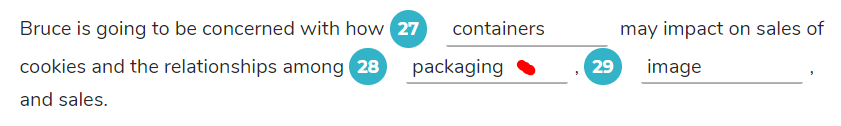 Bruce is going to be concerned with how 27 containers may impact on sales of
cookies and the relationships among 28 packaging , 29 image ,
and sales.